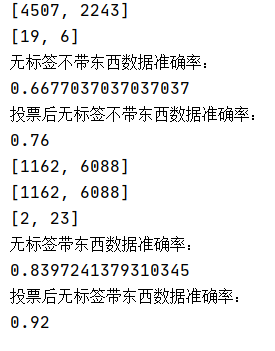 [4507, 2243]
[19, 6]
无标签不带东西数据准确率：
0.6677037037037037
投票后无标签不带东西数据准确率：
0.76
[1162, 6088]
[1162, 6088]
[2, 23]
无标签带东西数据准确率：
0.8397241379310345
投票后无标签带东西数据准确率：
0.92